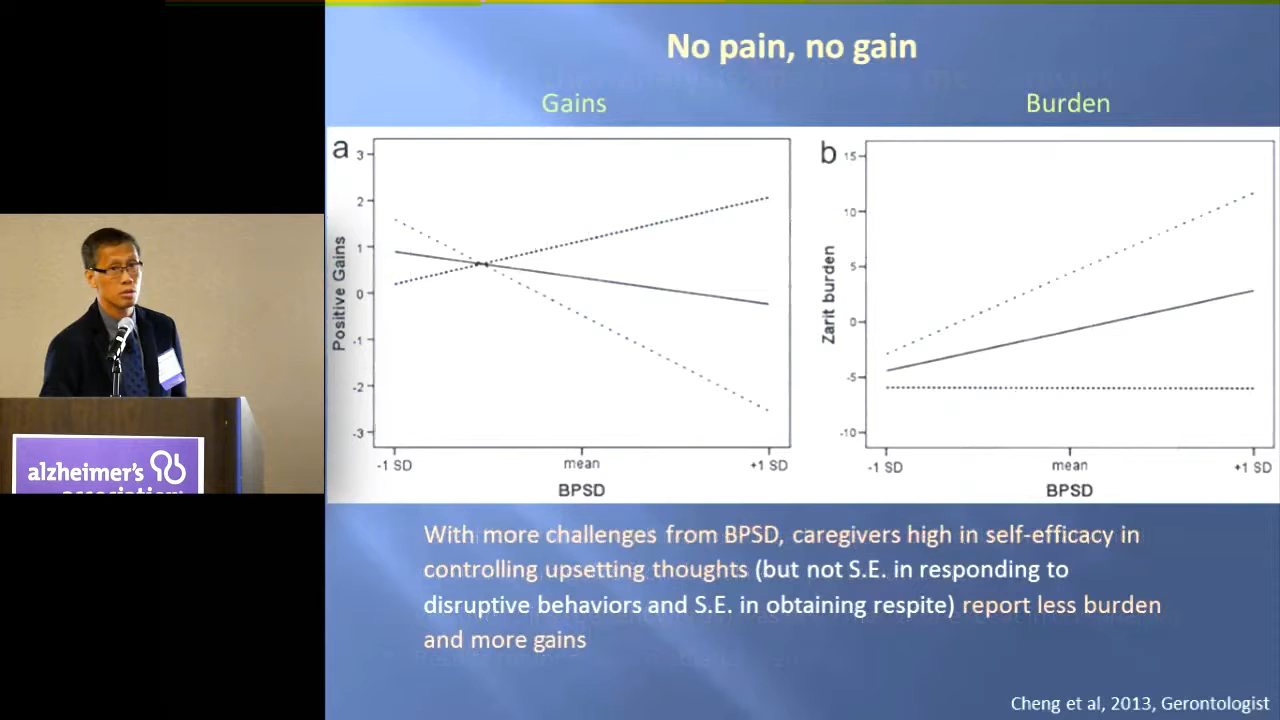 No pain, no gain
Gains
Burden
a
3
2
1
0
-1
-2
-3
Positive Gains
-1 SD
mean
+1 SD
BPSD
b
15
10
5
0
-5
-10
Zarit burden
-1 SD
mean
+1 SD
BPSD
With more challenges from BPSD, caregivers high in self-efficacy in
controlling upsetting thoughts (but not S.E. in responding to
disruptive behaviors and S.E. in obtaining respite) report less burden
and more gains
Cheng et al, 2013, Gerontologist
alzheimer's
association